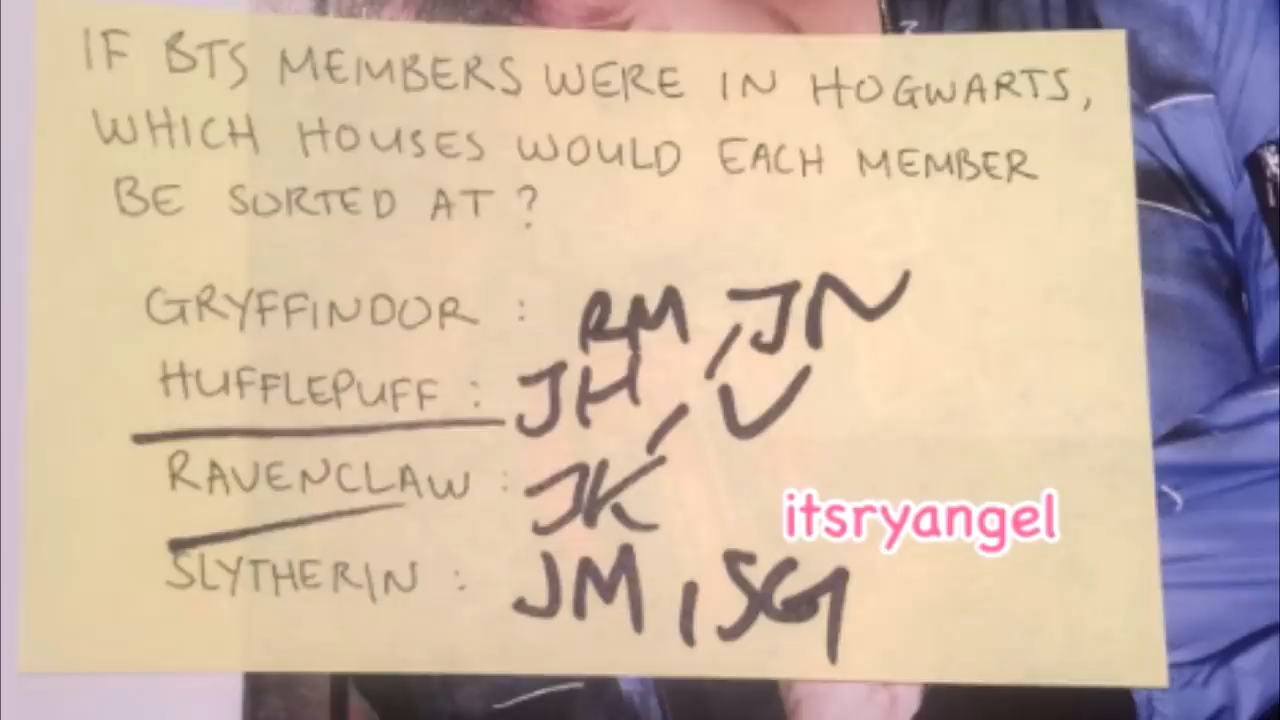 IF BTS MEMBERS WERE IN HOGWARTS,
WHICH HOUSES WOULD EACH MEMBER
BE SORTED AT ?
GRYFFINDOR : RM , JN
HUFFLEPUFF : JH , V
RAVENCLAW : JK
SLYTHERIN : JM , SG
itsryangel